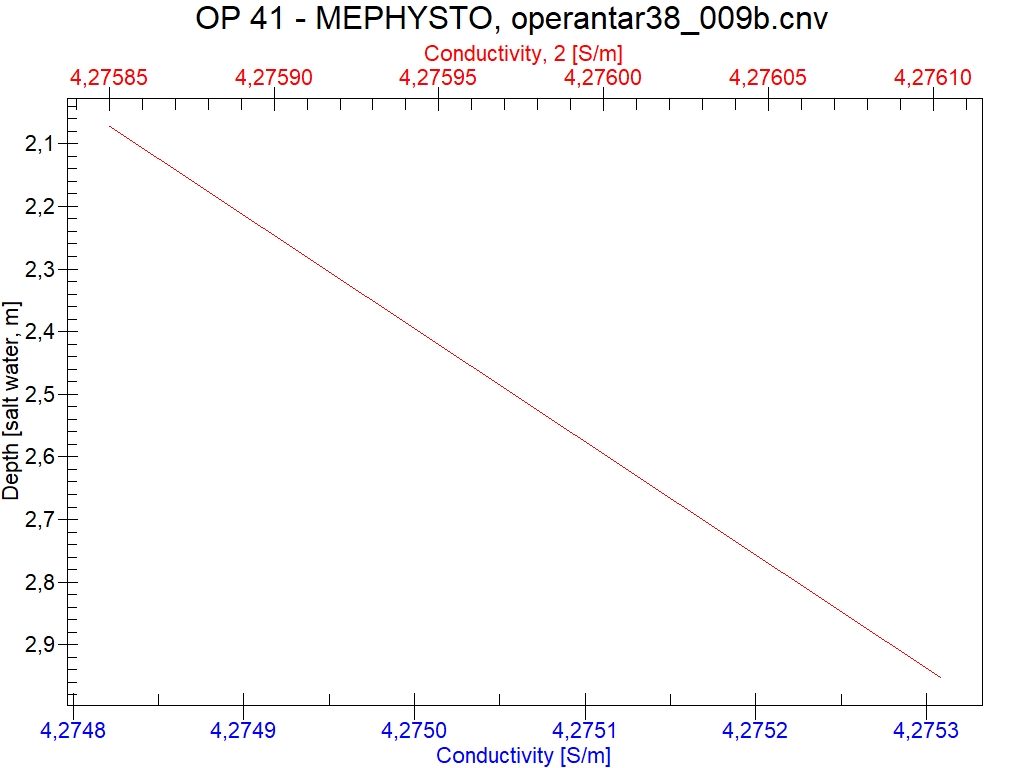 OP 41 - MEPHYSTO, operantar38_009b.cnv
Conductivity, 2 [S/m]
4,27585 4,27590 4,27595 4,27600 4,27605 4,27610
2,1
2,2
2,3
2,4
2,5
2,6
2,7
2,8
2,9
Depth [salt water, m]
4,2748 4,2749 4,2750 4,2751 4,2752 4,2753
Conductivity [S/m]